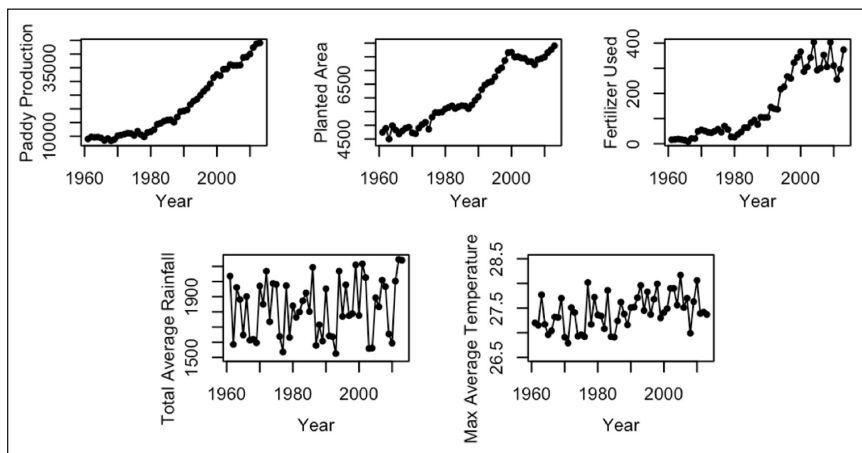 Paddy Production
10000 35000
1960 1980 2000
Year
Planted Area
4500 6500
1960 1980 2000
Year
Fertilizer Used
0 200 400
1960 1980 2000
Year
Total Average Rainfall
1500 1900
1960 1980 2000
Year
Max Average Temperature
26.5 27.5 28.5
1960 1980 2000
Year